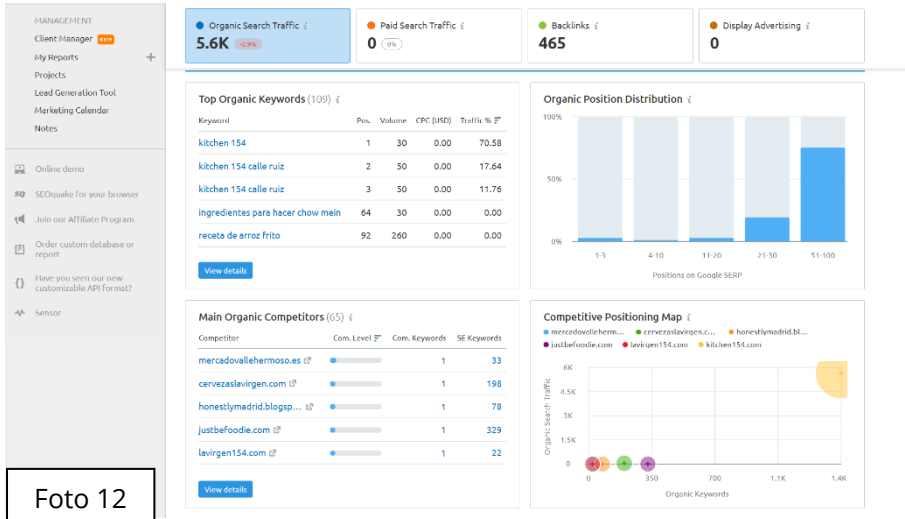 MANAGEMENT
Client Manager BETA
My Reports +
Projects
Lead Generation Tool
Marketing Calendar
Notes
Online demo
SEOquake for your browser
Join our Affiliate Program
Order custom database or
report
Have you seen our new
customizable API format?
Sensor
Foto 12
Organic Search Traffic i
5.6K -2.9%
Paid Search Traffic i
0 0%
Backlinks i
465
Display Advertising i
0
Top Organic Keywords (109) i
Keyword Pos. Volume CPC (USD) Traffic %
kitchen 154 1 30 0.00 70.58
kitchen 154 calle ruiz 2 50 0.00 17.64
kitchen 154 calle ruiz 3 50 0.00 11.76
ingredientes para hacer chow mein 64 30 0.00 0.00
receta de arroz frito 92 260 0.00 0.00
View details
Organic Position Distribution i
100%
50%
0%
1-3 4-10 11-20 21-50 51-100
Positions on Google SERP
Main Organic Competitors (65) i
Competitor Com. Level Com. Keywords SE Keywords
mercadovallehermoso.es 1 33
cervezaslavirgen.com 1 198
honestlymadrid.blogsp... 1 78
justbefoodie.com 1 329
lavirgen154.com 1 22
View details
Competitive Positioning Map i
mercadovalleherm... cervezaslavirgen.c... honestlymadrid.bl...
justbefoodie.com lavirgen154.com kitchen154.com
Organic Search Traffic
6K
4.5K
3K
1.5K
0
0 350 700 1.1K 1.4K
Organic Keywords